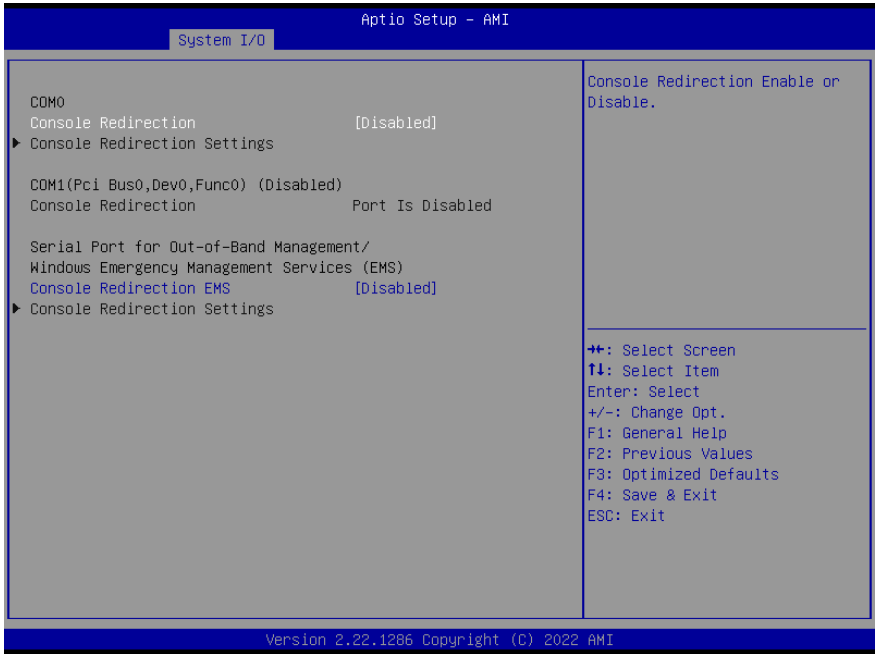 Aptio Setup - AMI
System I/O
COM0
Console Redirection [Disabled]
Console Redirection Settings
COM1(Pci Bus0,Dev0,Func0) (Disabled)
Console Redirection Port Is Disabled
Serial Port for Out-of-Band Management/
Windows Emergency Management Services (EMS)
Console Redirection EMS [Disabled]
Console Redirection Settings
Console Redirection Enable or
Disable.
→←: Select Screen
↑↓: Select Item
Enter: Select
+/-: Change Opt.
F1: General Help
F2: Previous Values
F3: Optimized Defaults
F4: Save & Exit
ESC: Exit
Version 2.22.1286 Copyright (C) 2022 AMI